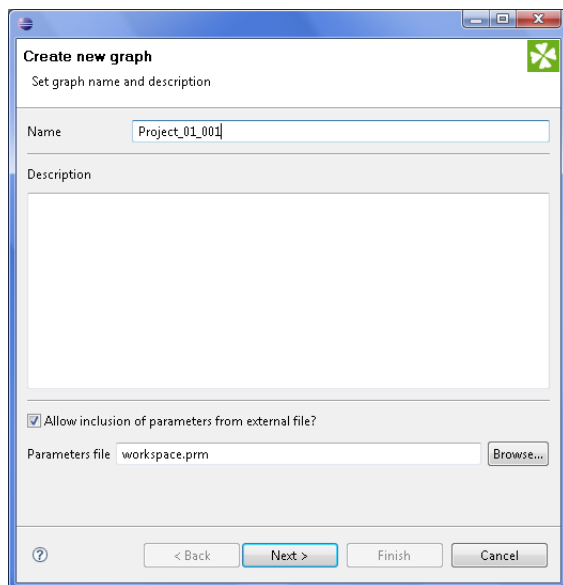 Create new graph
Set graph name and description
Name Project_01_001
Description
Allow inclusion of parameters from external file?
Parameters file workspace.prm Browse...
? < Back Next > Finish Cancel